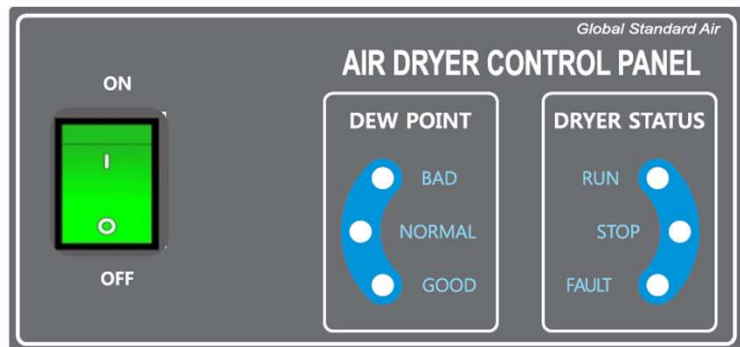 Global Standard Air
AIR DRYER CONTROL PANEL
ON
I
O
OFF
DEW POINT
BAD
NORMAL
GOOD
DRYER STATUS
RUN
STOP
FAULT